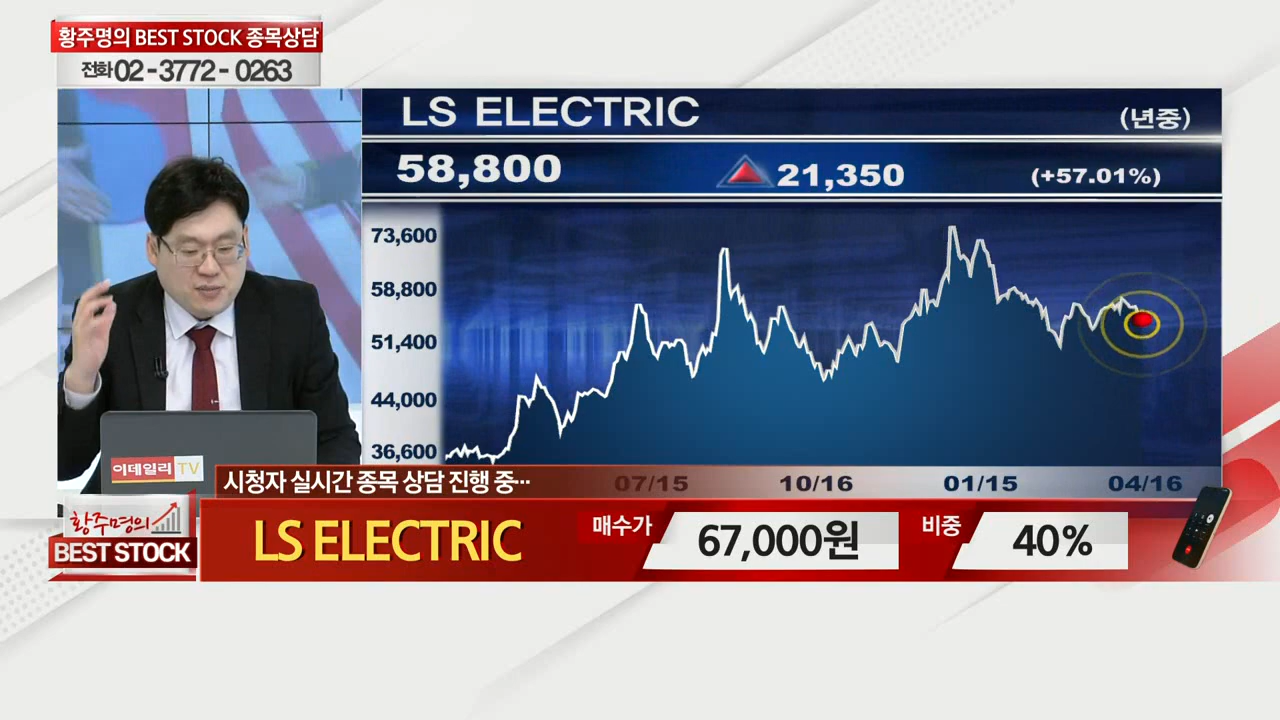 황주명의 BEST STOCK 종목상담
전화 02-3772-0263
LS ELECTRIC
(년중)
58,800
21,350
(+57.01%)
73,600
58,800
51,400
44,000
36,600
07/15
10/16
01/15
04/16
이데일리 TV
시청자 실시간 종목 상담 진행 중…
황주명의
BEST STOCK
LS ELECTRIC
매수가
67,000원
비중
40%